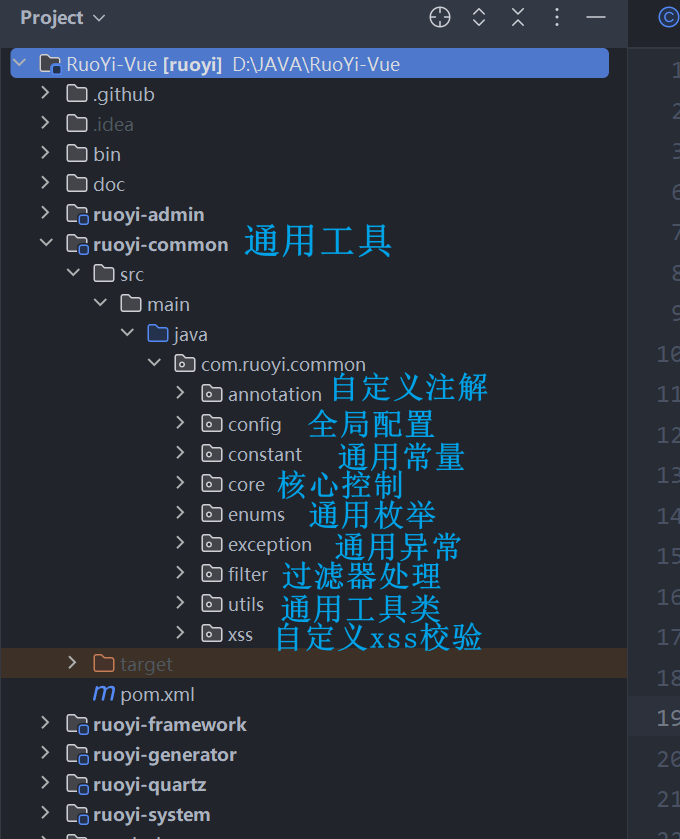 Project
RuoYi-Vue [ruoyi] D:\JAVA\RuoYi-Vue
.github
.idea
bin
doc
ruoyi-admin
ruoyi-common 通用工具
src
main
java
com.ruoyi.common
annotation 自定义注解
config 全局配置
constant 通用常量
core 核心控制
enums 通用枚举
exception 通用异常
filter 过滤器处理
utils 通用工具类
xss 自定义xss校验
target
m pom.xml
ruoyi-framework
ruoyi-generator
ruoyi-quartz
ruoyi-system
C
1
2
3
6
7
8
9
10
11
12
13
14
15
16
17
18
19
20
21